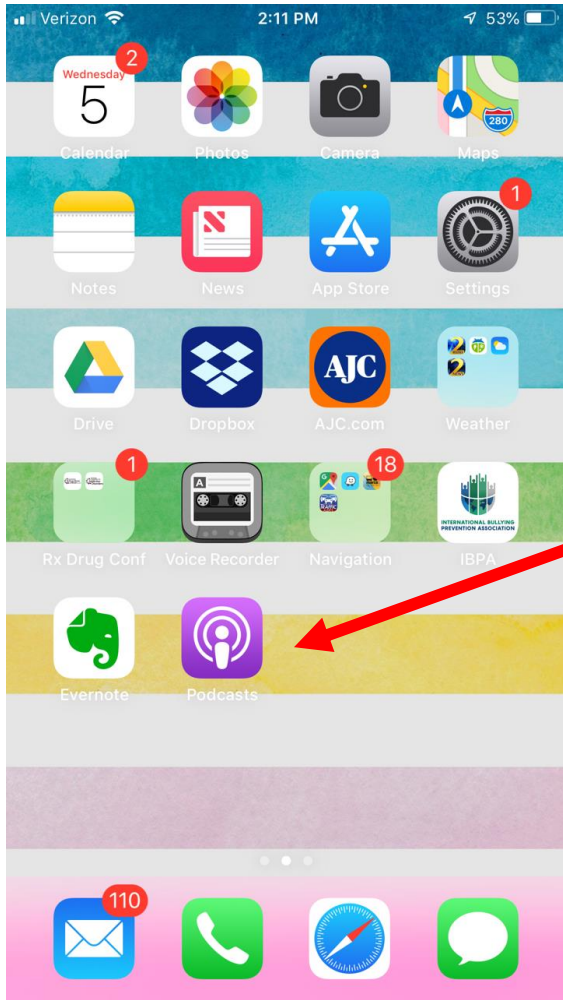 Verizon 2:11 PM 53%
2
Wednesday
5
280
Calendar Photos Camera Maps
1
Notes News App Store Settings
AJC
2
2
Drive Dropbox AJC.com Weather
1 18
A
INTERNATIONAL BULLYING
PREVENTION ASSOCIATION
Rx Drug Conf Voice Recorder Navigation IBPA
Evernote Podcasts
110